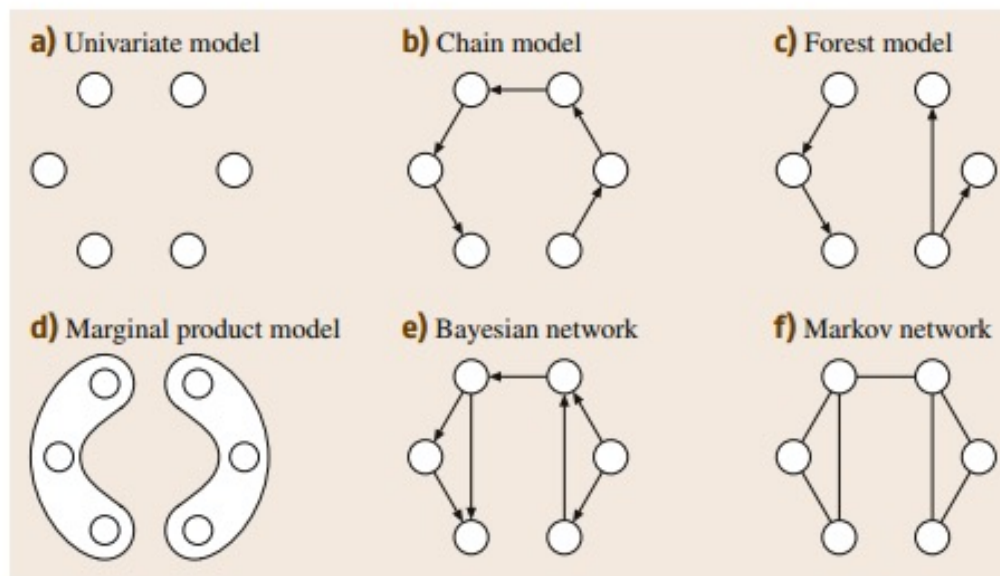 a) Univariate model
b) Chain model
c) Forest model
d) Marginal product model
e) Bayesian network
f) Markov network